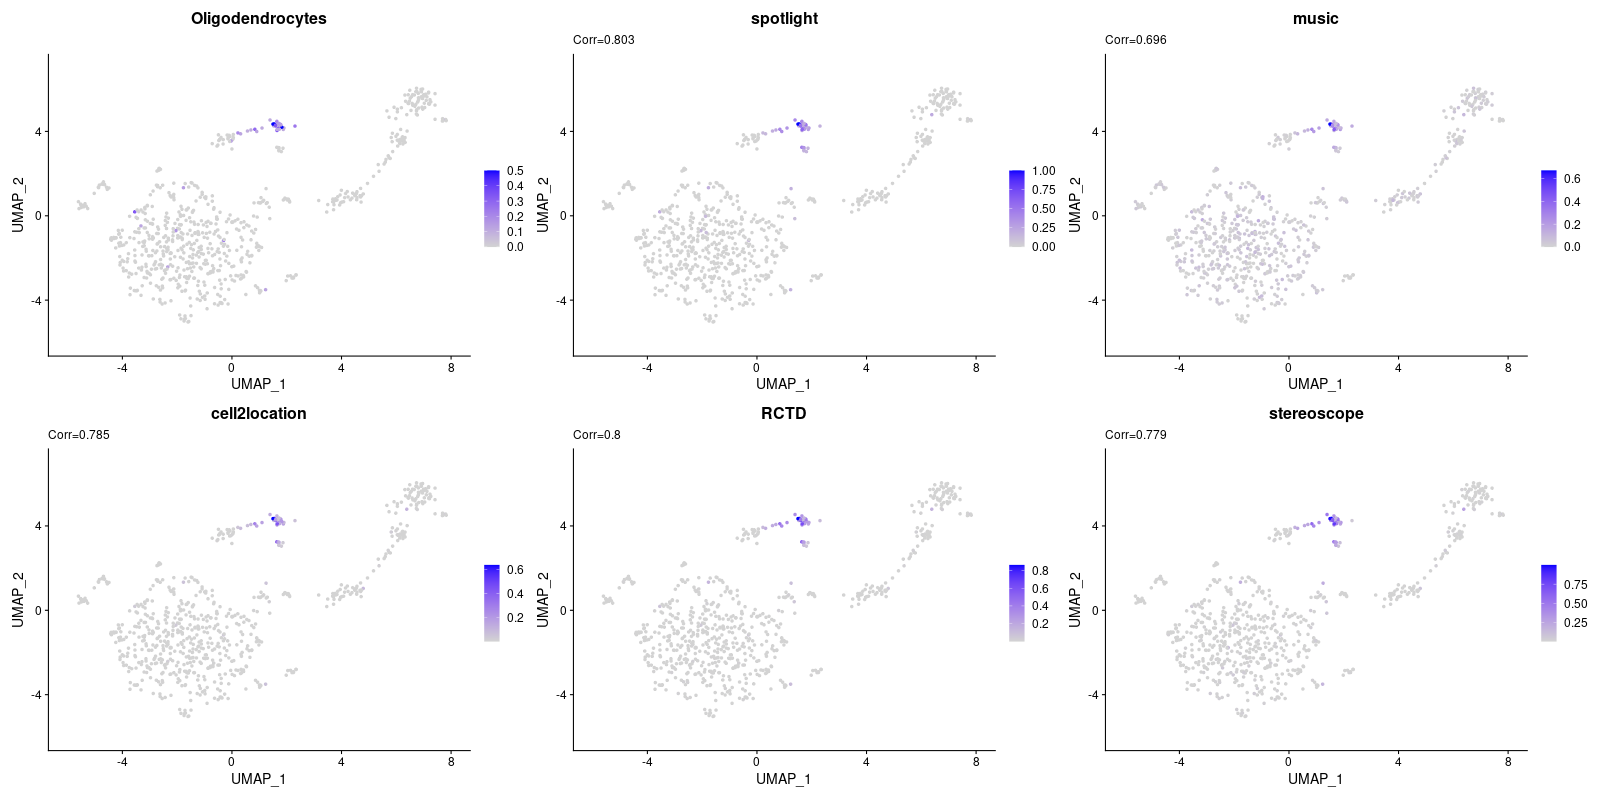 Oligodendrocytes
UMAP_2
4
0
-4
-4 0 4 8
UMAP_1
0.5
0.4
0.3
0.2
0.1
0.0
spotlight
Corr=0.803
UMAP_2
4
0
-4
-4 0 4 8
UMAP_1
1.00
0.75
0.50
0.25
0.00
music
Corr=0.696
UMAP_2
4
0
-4
-4 0 4 8
UMAP_1
0.6
0.4
0.2
0.0
cell2location
Corr=0.785
UMAP_2
4
0
-4
-4 0 4 8
UMAP_1
0.6
0.4
0.2
RCTD
Corr=0.8
UMAP_2
4
0
-4
-4 0 4 8
UMAP_1
0.8
0.6
0.4
0.2
stereoscope
Corr=0.779
UMAP_2
4
0
-4
-4 0 4 8
UMAP_1
0.75
0.50
0.25